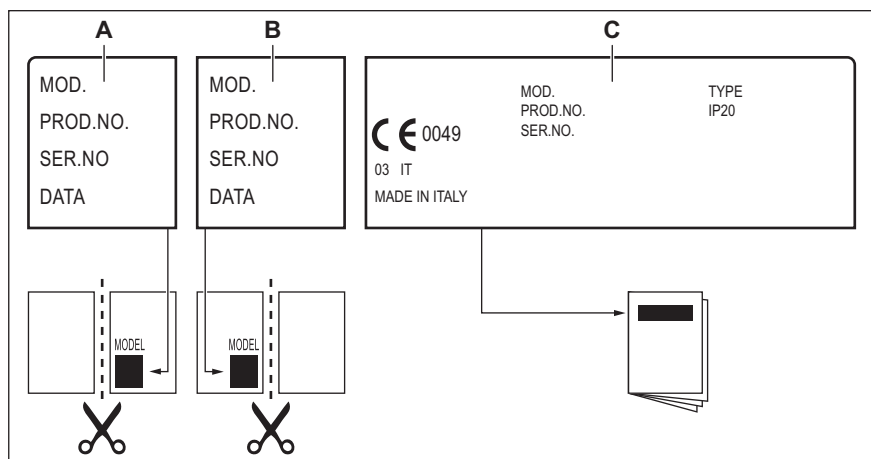 A
B
C
MOD.
PROD.NO.
SER.NO
DATA
MOD.
PROD.NO.
SER.NO
DATA
MOD.
PROD.NO.
SER.NO.
TYPE
IP20
CE 0049
03 IT
MADE IN ITALY
MODEL
MODEL